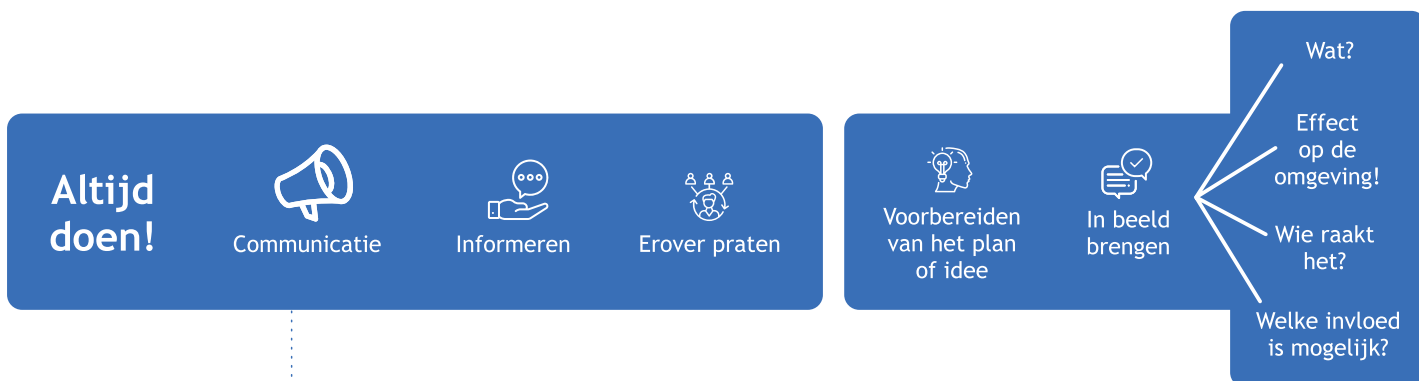 Altijd
doen!
Communicatie
Informeren
Erover praten
Voorbereiden
van het plan
of idee
In beeld
brengen
Wat?
Effect
op de
omgeving!
Wie raakt
het?
Welke invloed
is mogelijk?